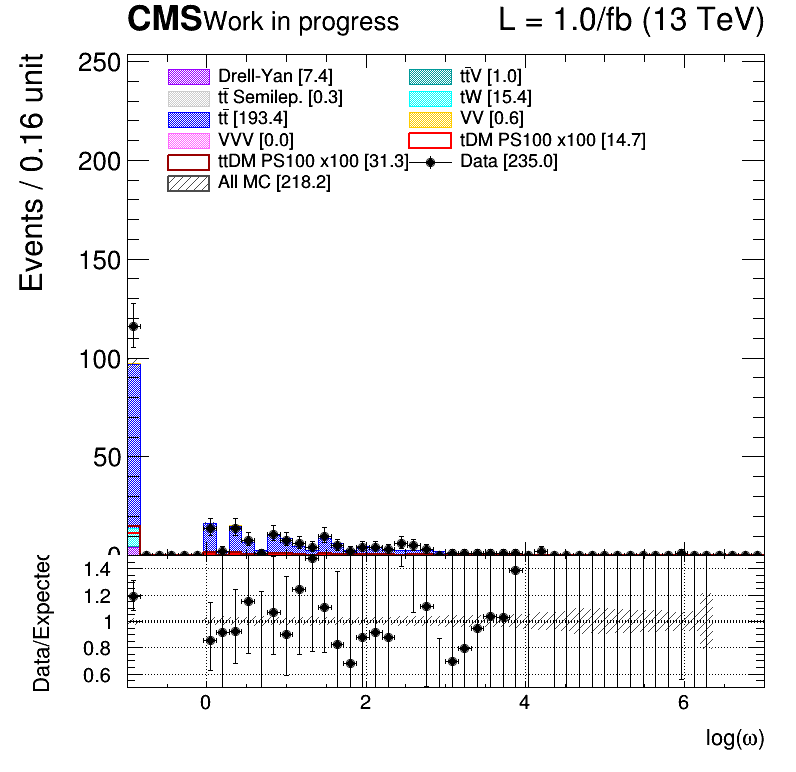 CMS Work in progress L = 1.0/fb (13 TeV)
Events / 0.16 unit
250
200
150
100
50
0
Drell-Yan [7.4] tt̄V [1.0]
tt̄ Semilep. [0.3] tW [15.4]
tt̄ [193.4] VV [0.6]
VVV [0.0] tDM PS100 x100 [14.7]
ttDM PS100 x100 [31.3] Data [235.0]
All MC [218.2]
Data/Expected
1.4
1.2
1
0.8
0.6
0 2 4 6
log(ω)